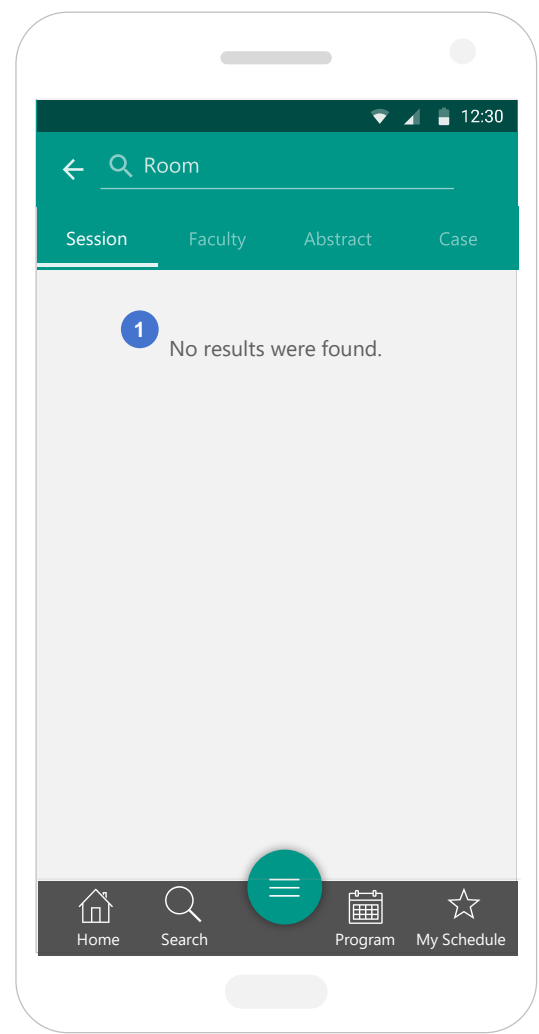 12:30
Room
Session Faculty Abstract Case
1
No results were found.
Home Search Program My Schedule